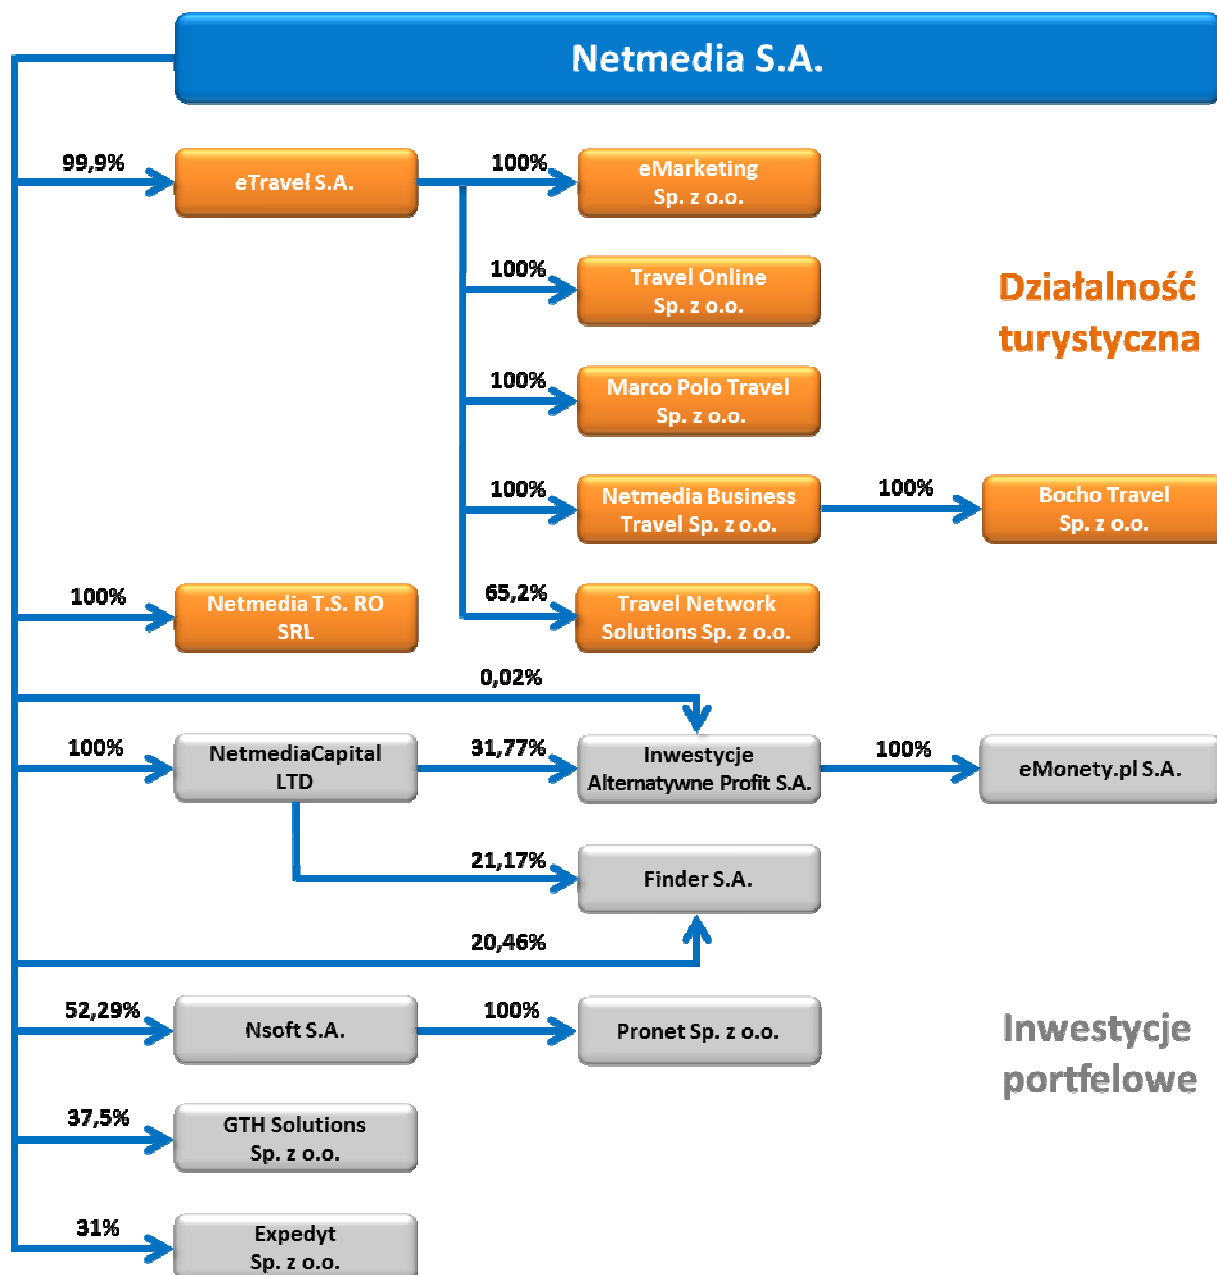 Netmedia S.A.
99,9%
eTravel S.A.
100%
eMarketing
Sp. z o.o.
100%
Travel Online
Sp. z o.o.
Działalność
turystyczna
100%
Marco Polo Travel
Sp. z o.o.
100%
Netmedia Business
Travel Sp. z o.o.
100%
Bocho Travel
Sp. z o.o.
100%
Netmedia T.S. RO
SRL
65,2%
Travel Network
Solutions Sp. z o.o.
0,02%
100%
NetmediaCapital
LTD
31,77%
Inwestycje
Alternatywne Profit S.A.
100%
eMonety.pl S.A.
21,17%
Finder S.A.
20,46%
52,29%
Nsoft S.A.
100%
Pronet Sp. z o.o.
Inwestycje
portfelowe
37,5%
GTH Solutions
Sp. z o.o.
31%
Expedyt
Sp. z o.o.